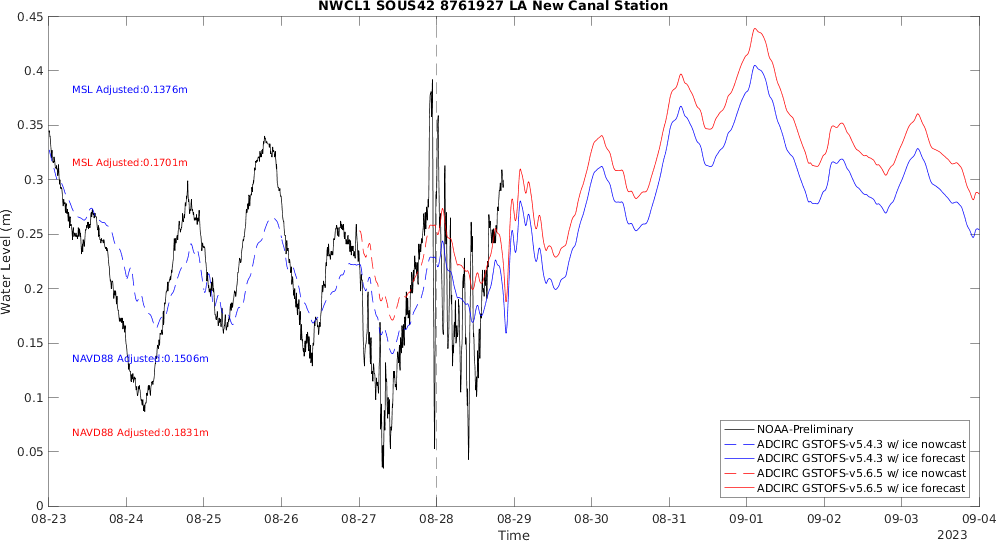 NWCL1 SOUS42 8761927 LA New Canal Station
Water Level (m)
0.45
0.4
0.35
0.3
0.25
0.2
0.15
0.1
0.05
0
MSL Adjusted:0.1376m
MSL Adjusted:0.1701m
NAVD88 Adjusted:0.1506m
NAVD88 Adjusted:0.1831m
NOAA-Preliminary
ADCIRC GSTOFS-v5.4.3 w/ ice nowcast
ADCIRC GSTOFS-v5.4.3 w/ ice forecast
ADCIRC GSTOFS-v5.6.5 w/ ice nowcast
ADCIRC GSTOFS-v5.6.5 w/ ice forecast
08-23 08-24 08-25 08-26 08-27 08-28 08-29 08-30 08-31 09-01 09-02 09-03 09-04
Time
2023